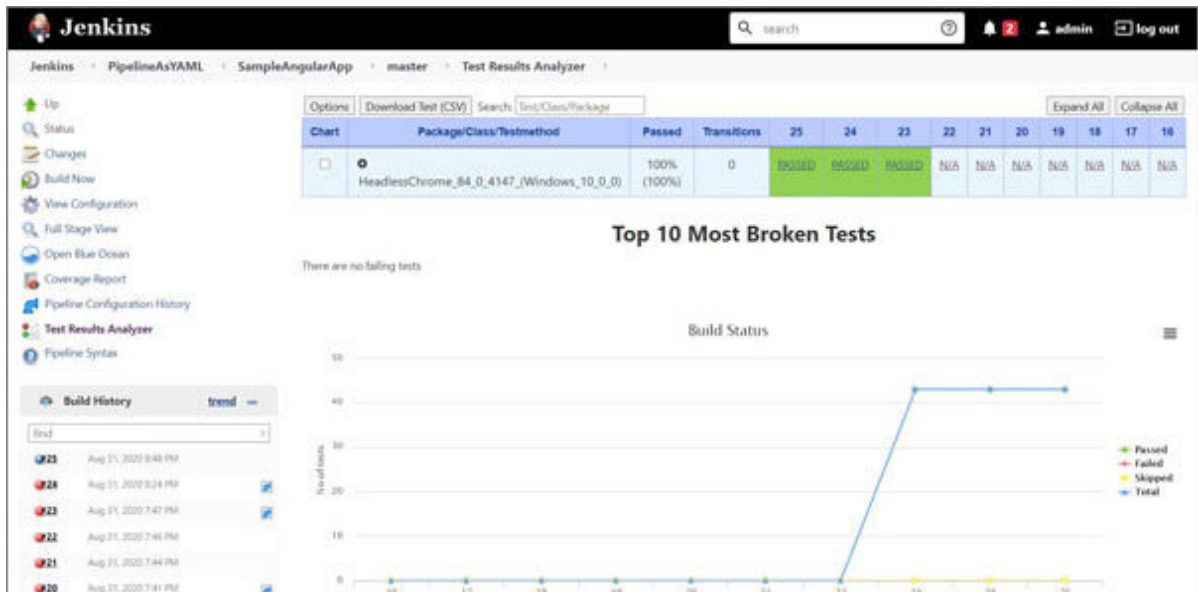 Jenkins
search
2
admin
log out
Jenkins PipelineAsYAML SampleAngularApp master Test Results Analyzer
Up
Status
Changes
Build Now
View Configuration
Full Stage View
Open Blue Ocean
Coverage Report
Pipeline Configuration History
Test Results Analyzer
Pipeline Syntax
Build History trend
find
#25 Aug 31, 2020 8:48 PM
#24 Aug 31, 2020 8:24 PM
#23 Aug 31, 2020 7:47 PM
#22 Aug 31, 2020 7:46 PM
#21 Aug 31, 2020 7:44 PM
#20 Aug 31, 2020 7:41 PM
Options Download Test (CSV) Search: Test/Class/Package Expand All Collapse All
Chart Package/Class/Testmethod Passed Transitions 25 24 23 22 21 20 19 18 17 16
HeadlessChrome_84_0_4147_(Windows_10_0_0) 100% (100%) 0 PASSED PASSED PASSED N/A N/A N/A N/A N/A N/A N/A
Top 10 Most Broken Tests
There are no failing tests
Build Status
No of tests
50
40
30
20
10
0
Passed
Failed
Skipped
Total